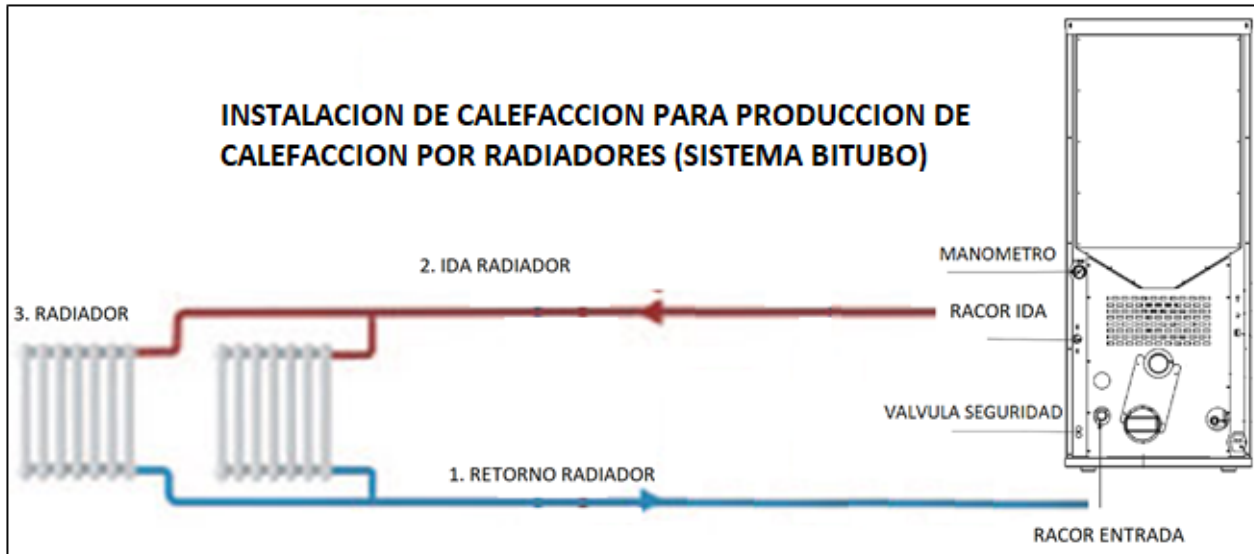 INSTALACION DE CALEFACCION PARA PRODUCCION DE
CALEFACCION POR RADIADORES (SISTEMA BITUBO)
MANOMETRO
2. IDA RADIADOR
3. RADIADOR
RACOR IDA
VALVULA SEGURIDAD
1. RETORNO RADIADOR
RACOR ENTRADA